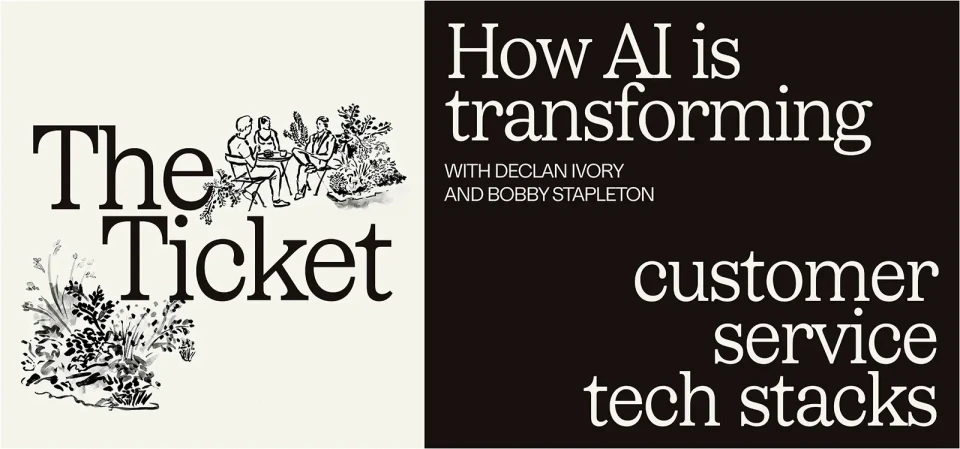 The
Ticket
How AI is
transforming
WITH DECLAN IVORY
AND BOBBY STAPLETON
customer
service
tech stacks